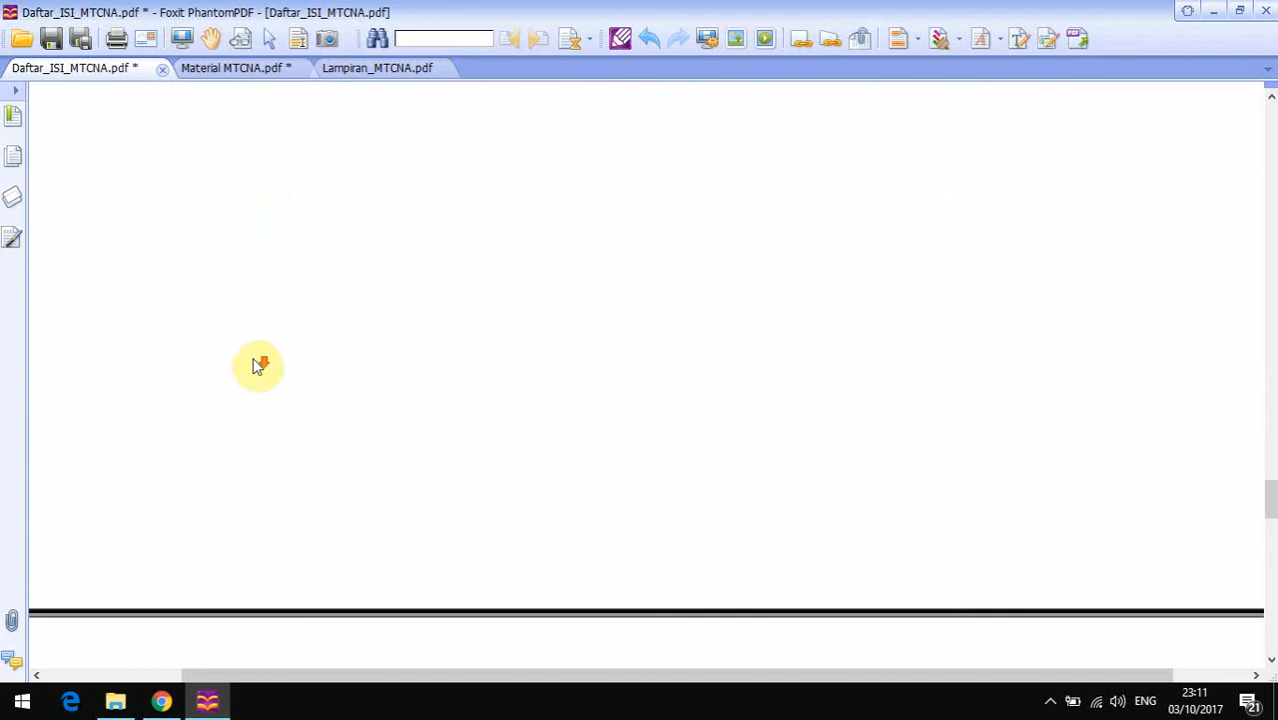 Daftar_ISI_MTCNA.pdf * - Foxit PhantomPDF - [Daftar_ISI_MTCNA.pdf]
Daftar_ISI_MTCNA.pdf *
Material MTCNA.pdf *
Lampiran_MTCNA.pdf
ENG
23:11
03/10/2017
21